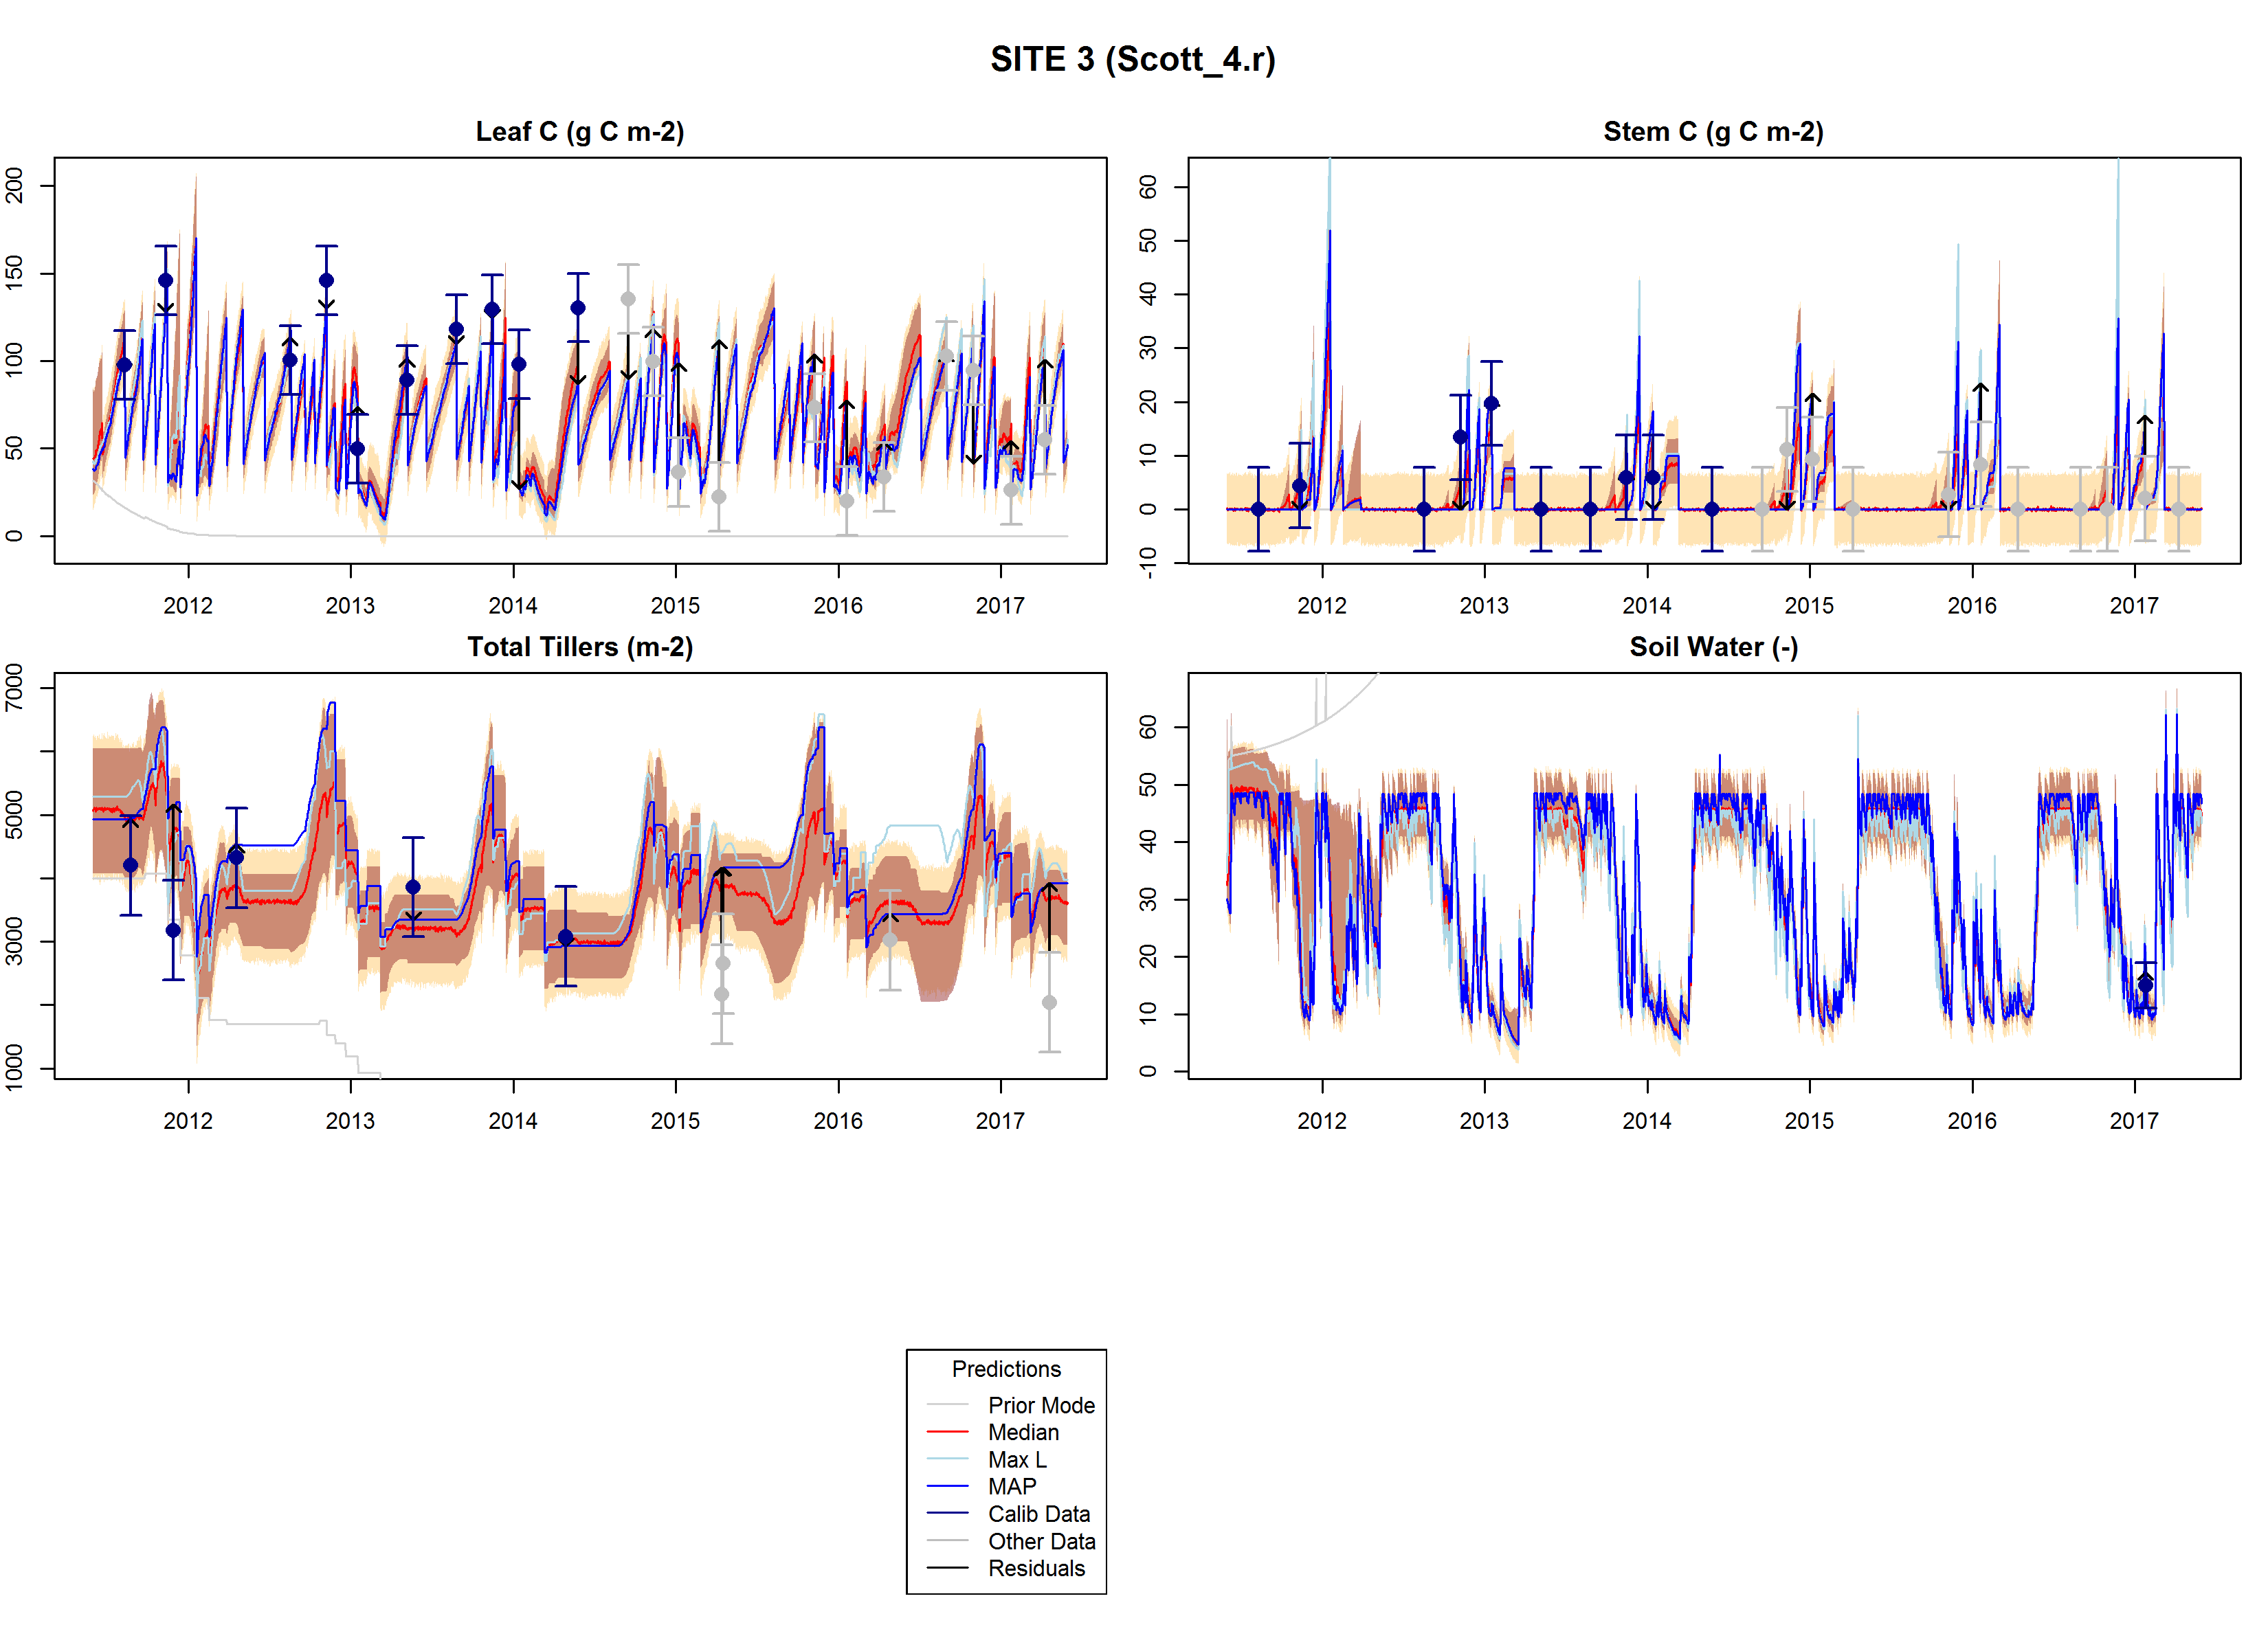 SITE 3 (Scott_4.r)
Leaf C (g C m-2)
200
150
100
50
0
2012 2013 2014 2015 2016 2017
Stem C (g C m-2)
60
50
40
30
20
10
0
-10
2012 2013 2014 2015 2016 2017
Total Tillers (m-2)
7000
5000
3000
1000
2012 2013 2014 2015 2016 2017
Soil Water (-)
60
50
40
30
20
10
0
2012 2013 2014 2015 2016 2017
Predictions
Prior Mode
Median
Max L
MAP
Calib Data
Other Data
Residuals